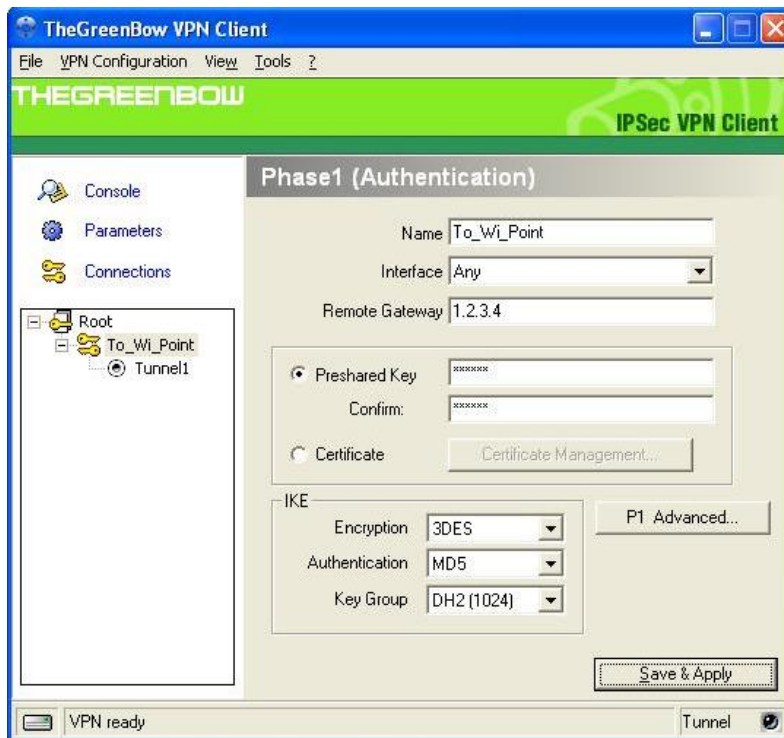 TheGreenBow VPN Client
File VPN Configuration View Tools ?
THEGREENBOW
IPSec VPN Client
Console
Parameters
Connections
Root
To_Wi_Point
Tunnel1
Phase1 (Authentication)
Name To_Wi_Point
Interface Any
Remote Gateway 1.2.3.4
Preshared Key ******
Confirm: ******
Certificate Certificate Management...
IKE
Encryption 3DES
Authentication MD5
Key Group DH2 (1024)
P1 Advanced...
Save & Apply
VPN ready Tunnel